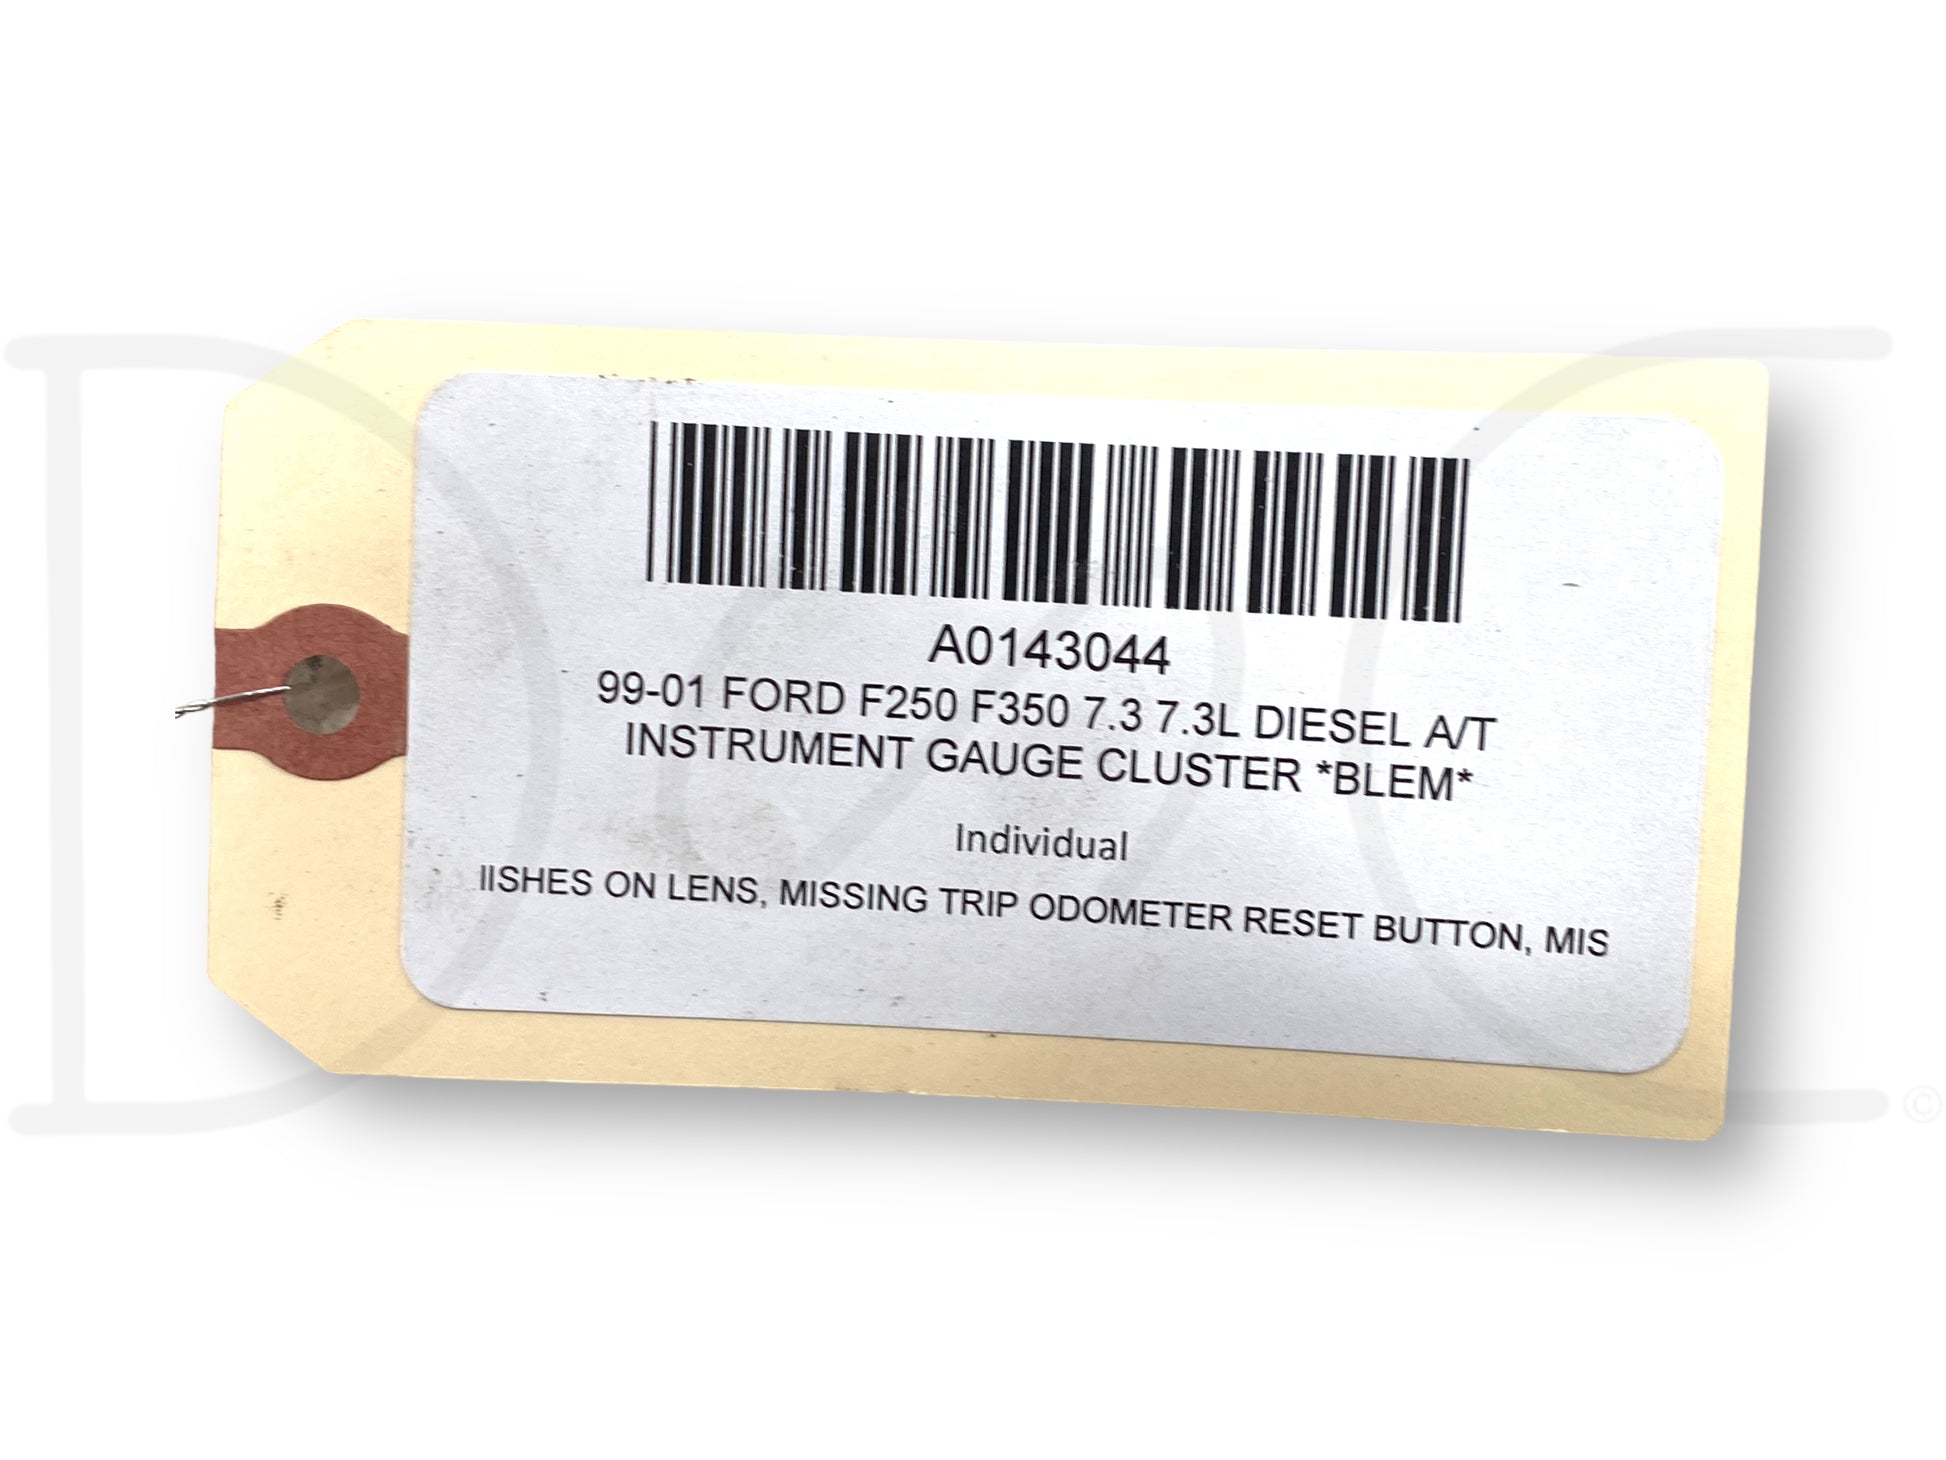 A0143044
99-01 FORD F250 F350 7.3 7.3L DIESEL A/T
INSTRUMENT GAUGE CLUSTER *BLEM*
Individual
ON LENS, MISSING TRIP ODOMETER RESET BUTTON, MIS
©